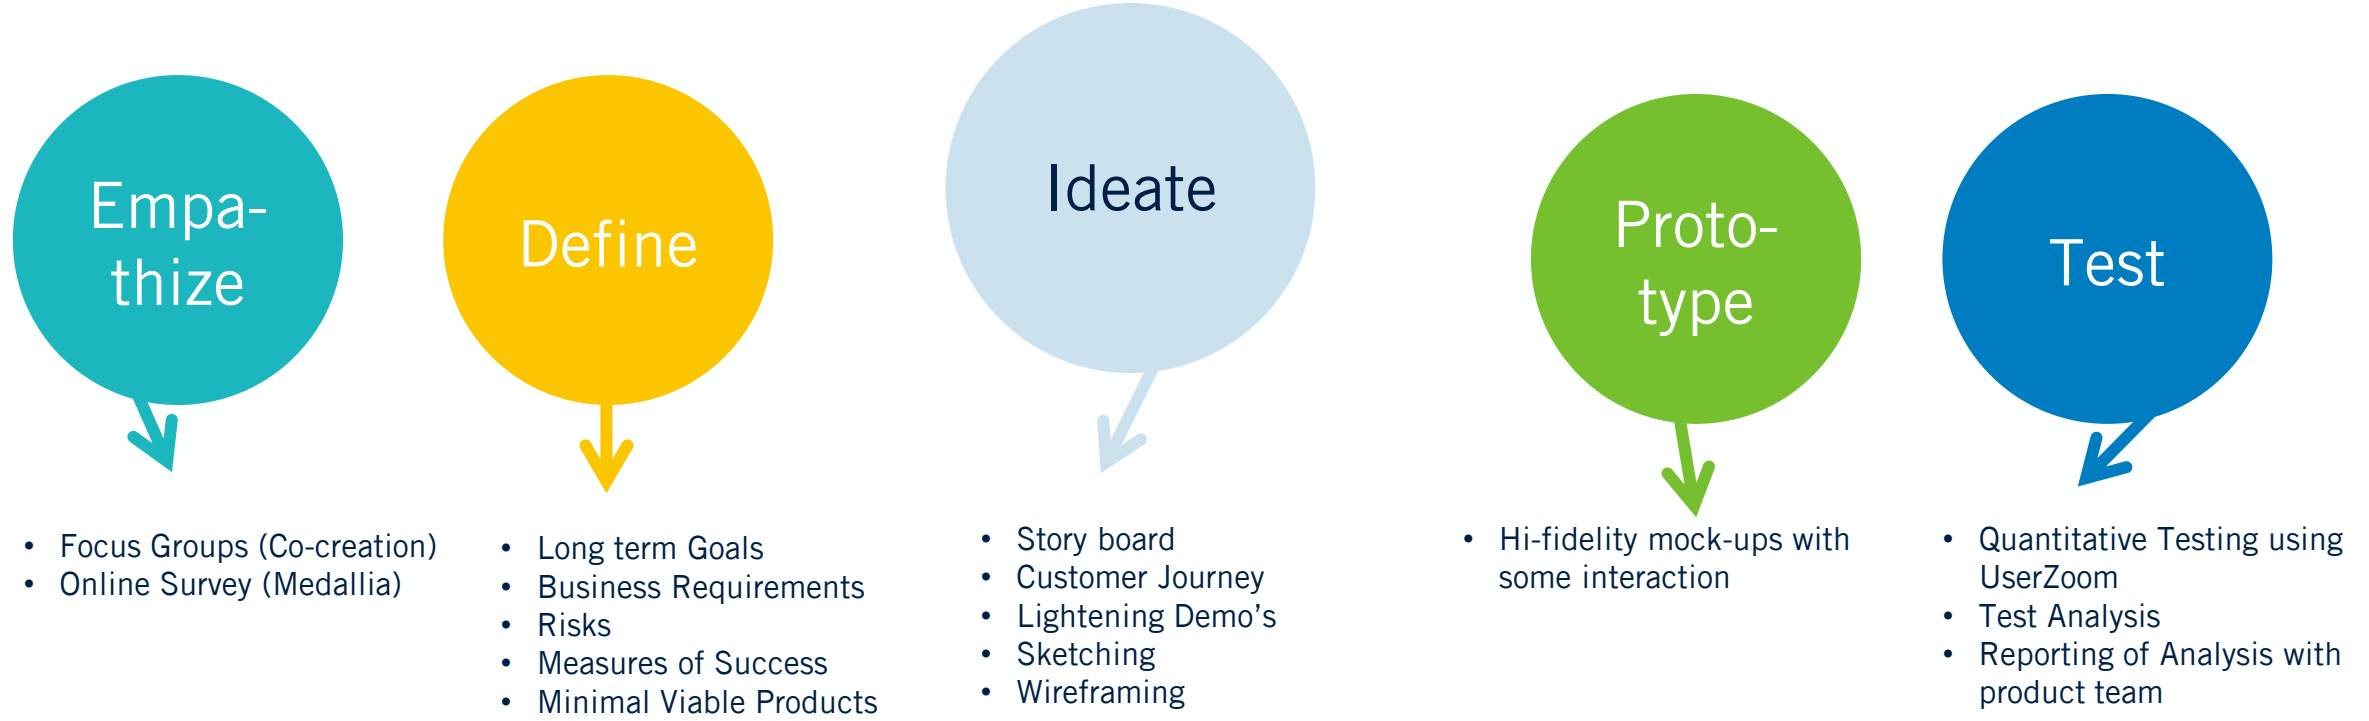 Empa-
thize
Define
Ideate
Proto-
type
Test
• Focus Groups (Co-creation)
• Online Survey (Medallia)
• Long term Goals
• Business Requirements
• Risks
• Measures of Success
• Minimal Viable Products
• Story board
• Customer Journey
• Lightening Demo’s
• Sketching
• Wireframing
• Hi-fidelity mock-ups with
some interaction
• Quantitative Testing using
UserZoom
• Test Analysis
• Reporting of Analysis with
product team